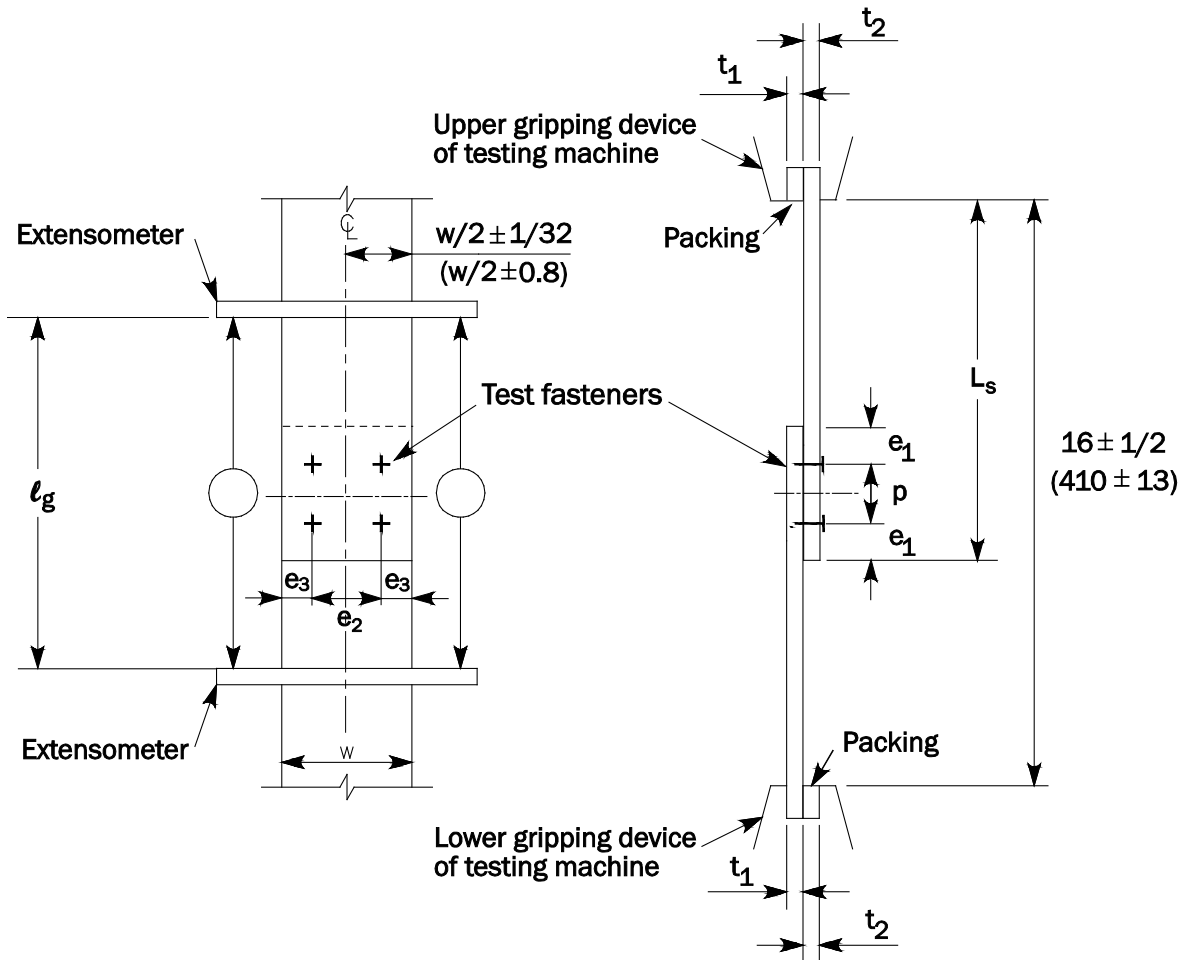 t2
t1
Upper gripping device
of testing machine
℄
Extensometer
w/2 ± 1/32
(w/2 ± 0.8)
Packing
Test fasteners
Ls
e1
16 ± 1/2
(410 ± 13)
ℓg
p
e1
e3
e3
e2
Extensometer
w
Packing
Lower gripping device
of testing machine
t1
t2